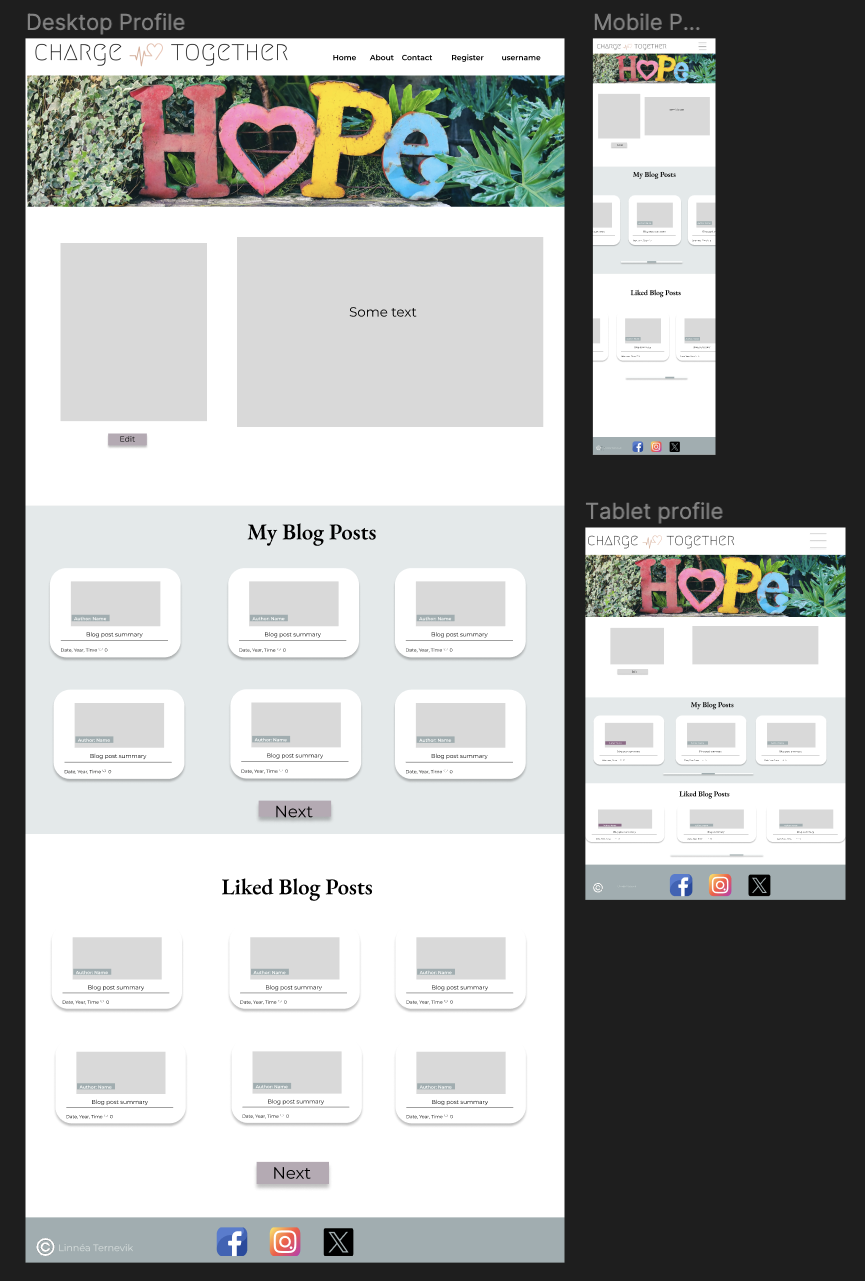 Desktop Profile
CHARGE TOGETHER
Home About Contact Register username
HOPe
Some text
Edit
My Blog Posts
Author: Name Author: Name Author: Name
Blog post summary Blog post summary Blog post summary
Date, Year, Time 0 Date, Year, Time 0 Date, Year, Time 0
Author: Name Author: Name Author: Name
Blog post summary Blog post summary Blog post summary
Date, Year, Time 0 Date, Year, Time 0 Date, Year, Time 0
Next
Liked Blog Posts
Author: Name Author: Name Author: Name
Blog post summary Blog post summary Blog post summary
Date, Year, Time 0 Date, Year, Time 0 Date, Year, Time 0
Author: Name Author: Name Author: Name
Blog post summary Blog post summary Blog post summary
Date, Year, Time 0 Date, Year, Time 0 Date, Year, Time 0
Next
© Linnéa Ternevik
Mobile P...
CHARGE TOGETHER
HOPe
My Blog Posts
Liked Blog Posts
Tablet profile
CHARGE TOGETHER
HOPe
My Blog Posts
Liked Blog Posts
©